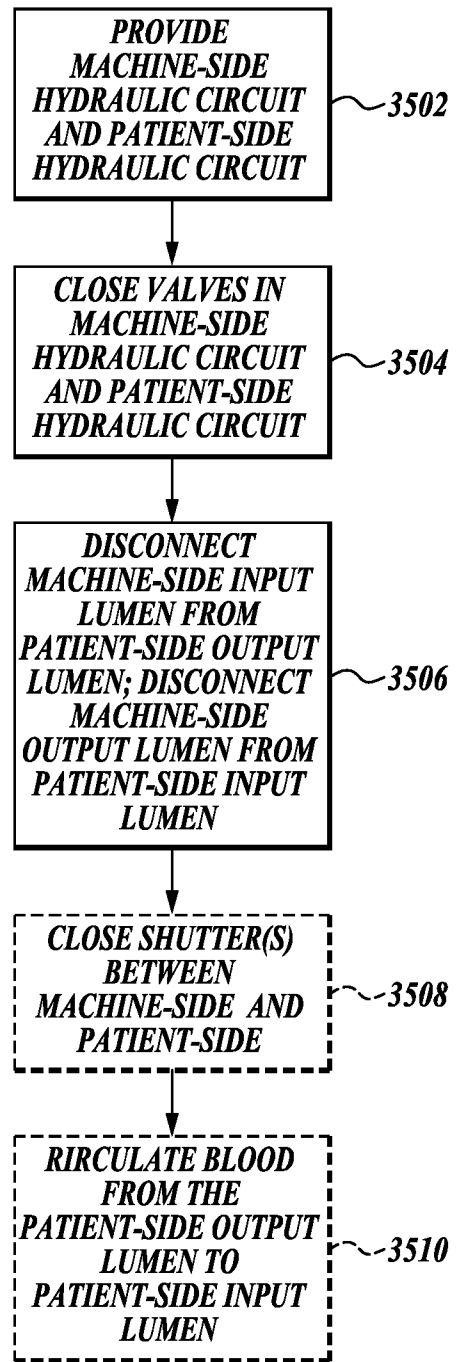 PROVIDE
MACHINE-SIDE
HYDRAULIC CIRCUIT
AND PATIENT-SIDE
HYDRAULIC CIRCUIT
3502
CLOSE VALVES IN
MACHINE-SIDE
HYDRAULIC CIRCUIT
AND PATIENT-SIDE
HYDRAULIC CIRCUIT
3504
DISCONNECT
MACHINE-SIDE INPUT
LUMEN FROM
PATIENT-SIDE OUTPUT
LUMEN; DISCONNECT
MACHINE-SIDE
OUTPUT LUMEN FROM
PATIENT-SIDE INPUT
LUMEN
3506
CLOSE SHUTTER(S)
BETWEEN
MACHINE-SIDE AND
PATIENT-SIDE
3508
RIRCULATE BLOOD
FROM THE
PATIENT-SIDE OUTPUT
LUMEN TO
PATIENT-SIDE INPUT
LUMEN
3510